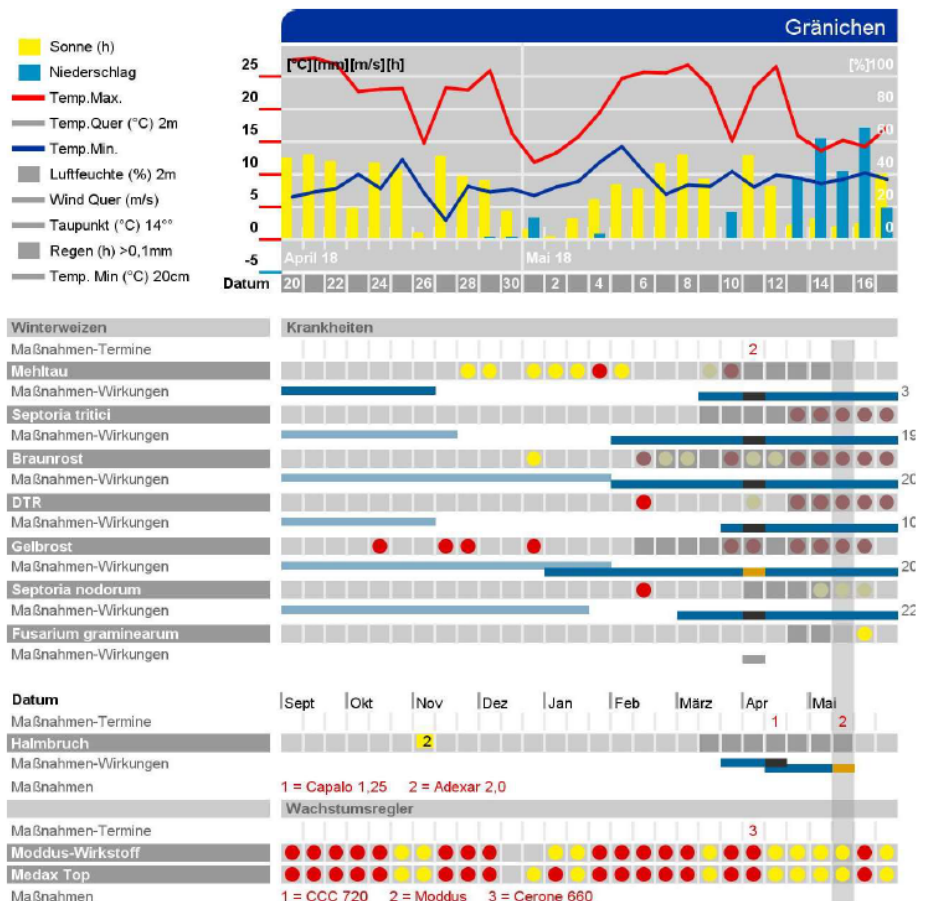 Gränichen
Sonne (h)
Niederschlag
Temp.Max.
Temp.Quer (°C) 2m
Temp.Min.
Luftfeuchte (%) 2m
Wind Quer (m/s)
Taupunkt (°C) 14°°
Regen (h) >0,1mm
Temp. Min (°C) 20cm
25 [°C][mm][m/s][h] [%]100
20 80
15 60
10 40
5 20
0 0
-5 April 18 Mai 18
Datum 20 22 24 26 28 30 2 4 6 8 10 12 14 16
Winterweizen Krankheiten
Maßnahmen-Termine 2
Mehltau
Maßnahmen-Wirkungen 3
Septoria tritici
Maßnahmen-Wirkungen 19
Braunrost
Maßnahmen-Wirkungen 20
DTR
Maßnahmen-Wirkungen 10
Gelbrost
Maßnahmen-Wirkungen 20
Septoria nodorum
Maßnahmen-Wirkungen 22
Fusarium graminearum
Maßnahmen-Wirkungen
Datum Sept Okt Nov Dez Jan Feb März Apr Mai
Maßnahmen-Termine 1 2
Halmbruch 2
Maßnahmen-Wirkungen
Maßnahmen 1 = Capalo 1,25 2 = Adexar 2,0
Wachstumsregler
Maßnahmen-Termine 3
Moddus-Wirkstoff
Medax Top
Maßnahmen 1 = CCC 720 2 = Moddus 3 = Cerone 660